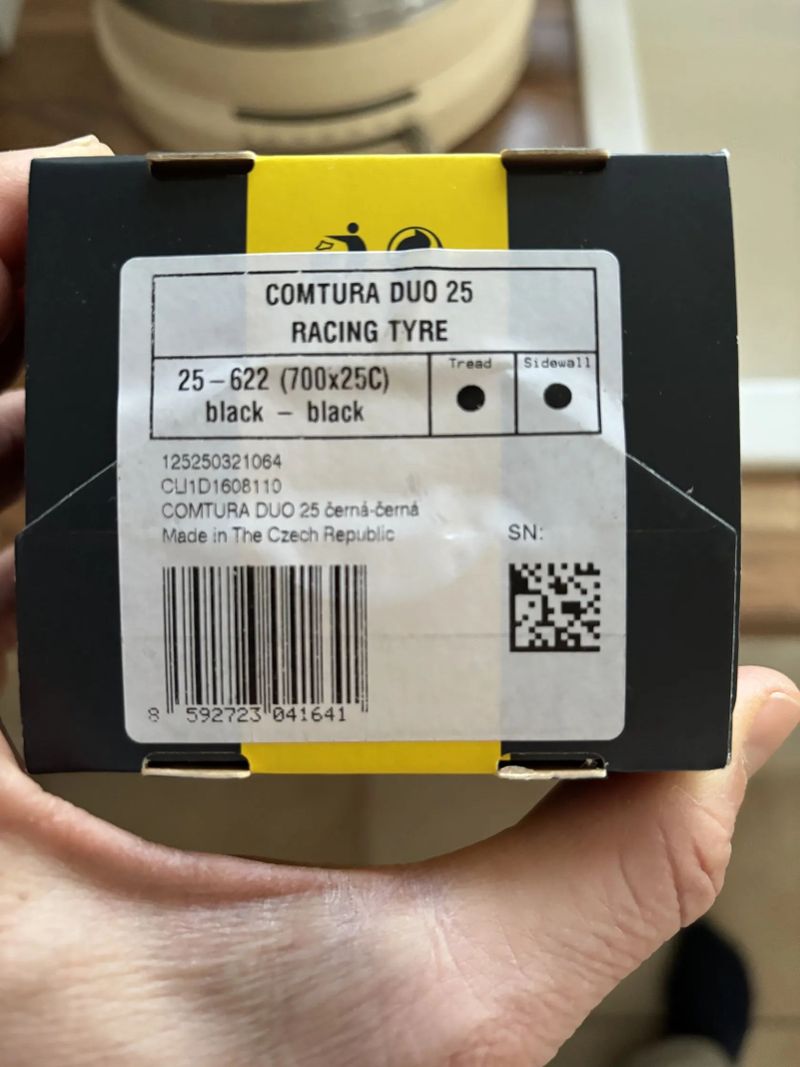 COMTURA DUO 25
RACING TYRE
25-622 (700x25C)
black - black
Tread
Sidewall
125250321064
CLI1D1608110
COMTURA DUO 25 černá-černá
Made in The Czech Republic
SN:
8 592723 041641